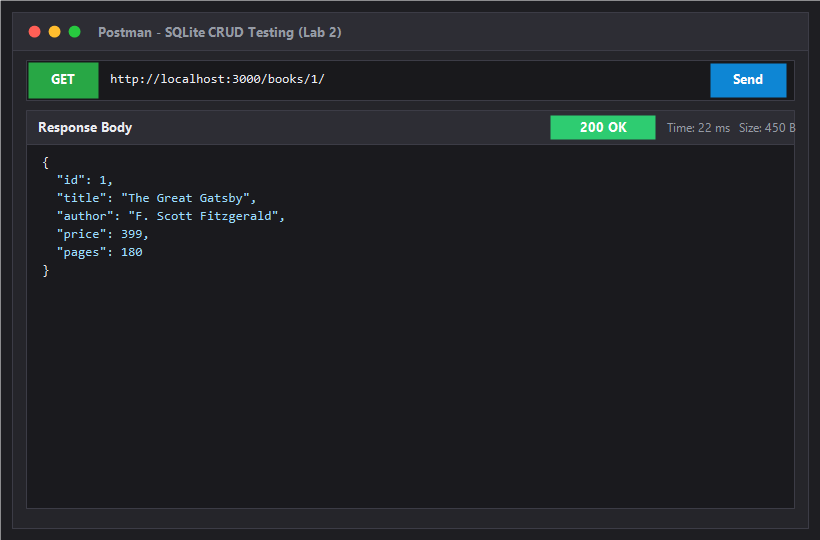 Postman - SQLite CRUD Testing (Lab 2)
GET http://localhost:3000/books/1/ Send
Response Body 200 OK Time: 22 ms Size: 450 B
{
  "id": 1,
  "title": "The Great Gatsby",
  "author": "F. Scott Fitzgerald",
  "price": 399,
  "pages": 180
}